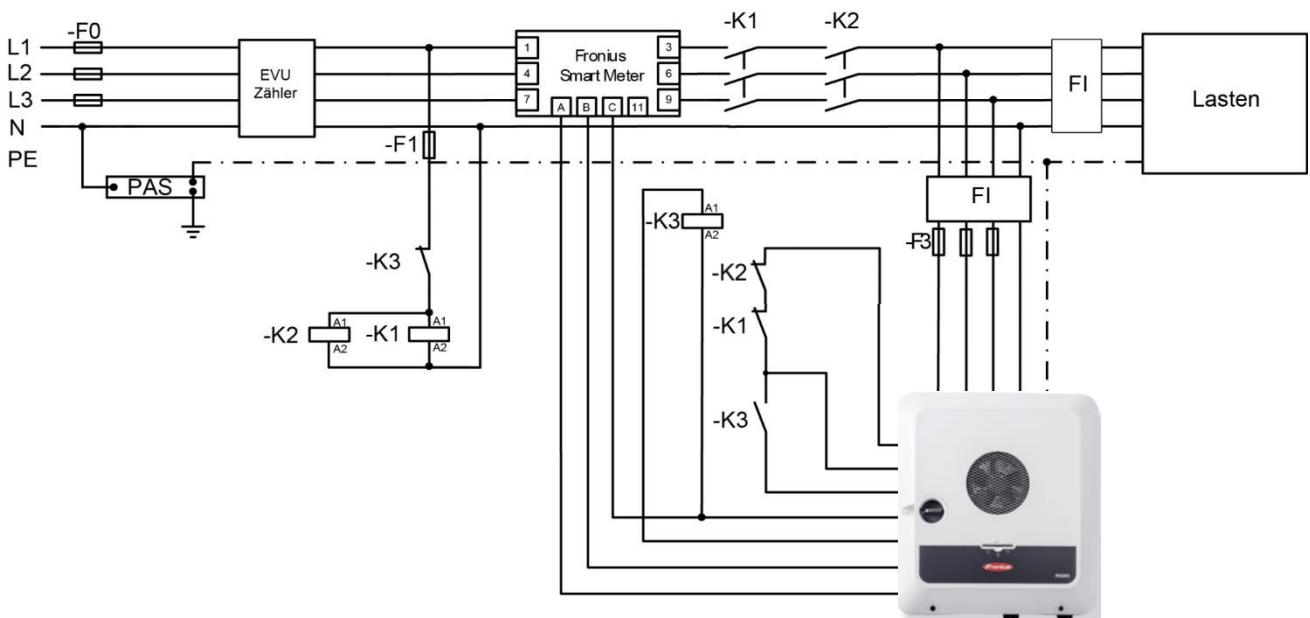 -F0
-K1
-K2
L1
L2
L3
N
PE
EVU
Zähler
1
4
7
Fronius
Smart Meter
3
6
9
A
B
C
11
FI
Lasten
-F1
PAS
-K3
A1
A2
FI
-F3
-K3
-K2
-K1
-K2
A1
A2
-K1
A1
A2
-K3
Fronius